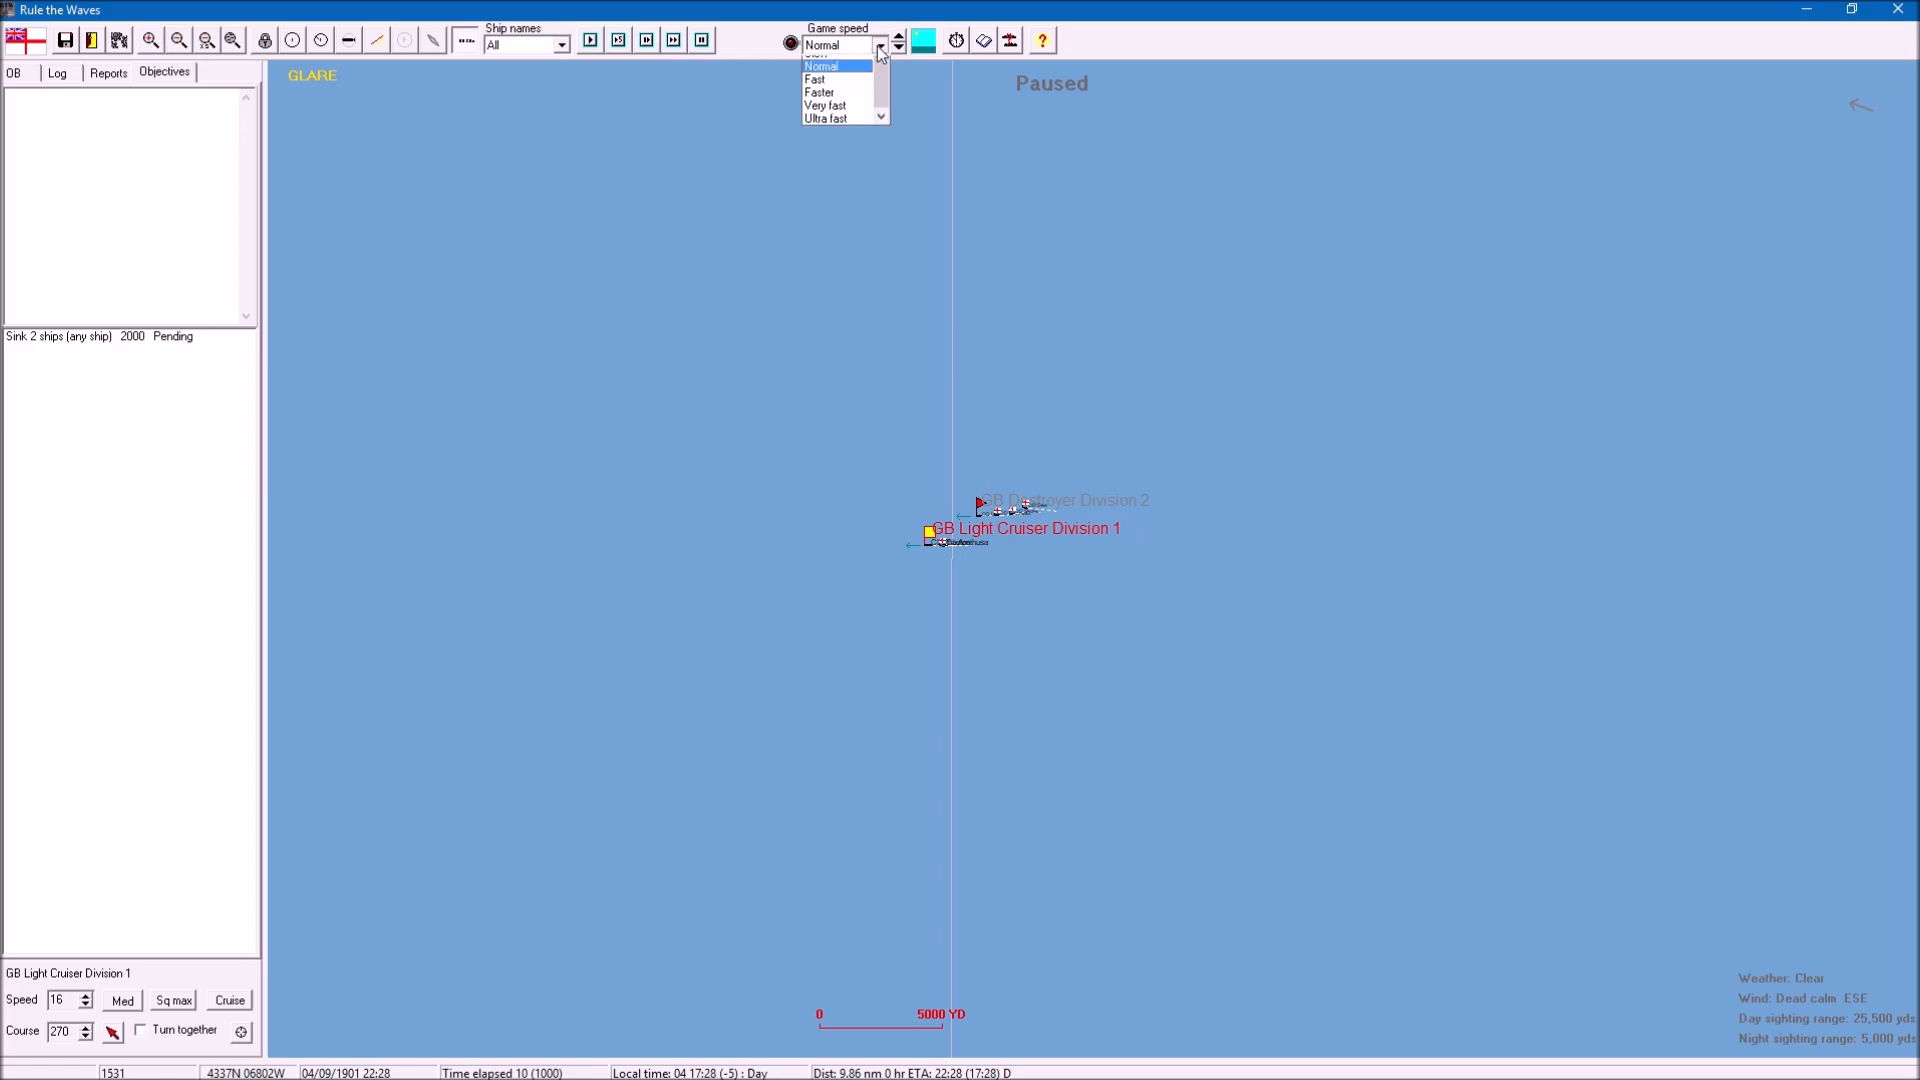 Rule the Waves
Ship names
All
Game speed
Normal
Normal
Fast
Faster
Very fast
Ultra fast
OB
Log
Reports
Objectives
GLARE
Paused
Sink 2 ships (any ship) 2000 Pending
GB Destroyer Division 2
GB Light Cruiser Division 1
GB Light Cruiser Division 1
Speed 16 Med Sq max Cruise
Course 270 Turn together
0 5000 YD
Weather: Clear
Wind: Dead calm ESE
Day sighting range: 25,500 yds
Night sighting range: 5,000 yds
1531 4337N 06802W 04/09/1901 22:28 Time elapsed 10 (1000) Local time: 04 17:28 (-5) : Day Dist: 9.86 nm 0 hr ETA: 22:28 (17:28) D